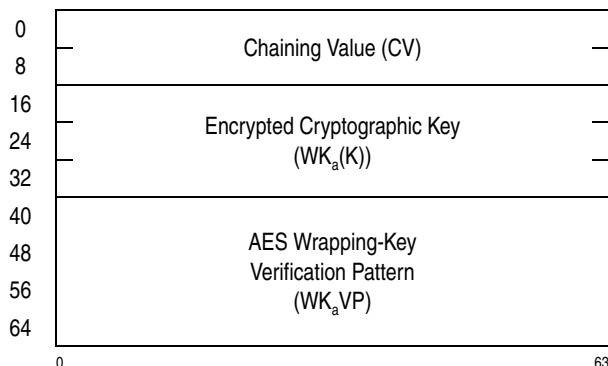 0
Chaining Value (CV)
8
16
Encrypted Cryptographic Key
24
(WKₐ(K))
32
40
AES Wrapping-Key
48
Verification Pattern
56
(WKₐVP)
64
0 63